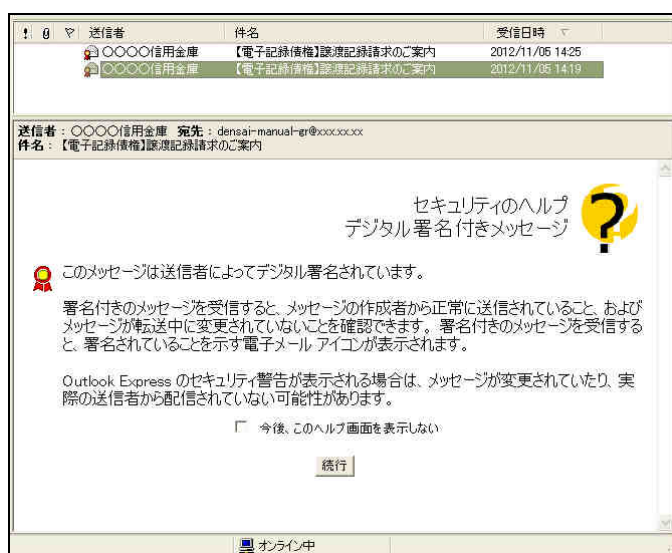 ! 送信者 件名 受信日時
〇〇〇〇信用金庫 【電子記録債権】譲渡記録請求のご案内 2012/11/05 14:25
〇〇〇〇信用金庫 【電子記録債権】譲渡記録請求のご案内 2012/11/05 14:19
送信者:〇〇〇〇信用金庫 宛先:densai-manual-gr@xxx.xx.xx
件名:【電子記録債権】譲渡記録請求のご案内
セキュリティのヘルプ
デジタル署名付きメッセージ
このメッセージは送信者によってデジタル署名されています。
署名付きのメッセージを受信すると、メッセージの作成者から正常に送信されていること、および
メッセージが転送中に変更されていないことを確認できます。署名付きのメッセージを受信する
と、署名されていることを示す電子メール アイコンが表示されます。
Outlook Express のセキュリティ警告が表示される場合は、メッセージが変更されていたり、実
際の送信者から配信されていない可能性があります。
今後、このヘルプ画面を表示しない
続行
オンライン中